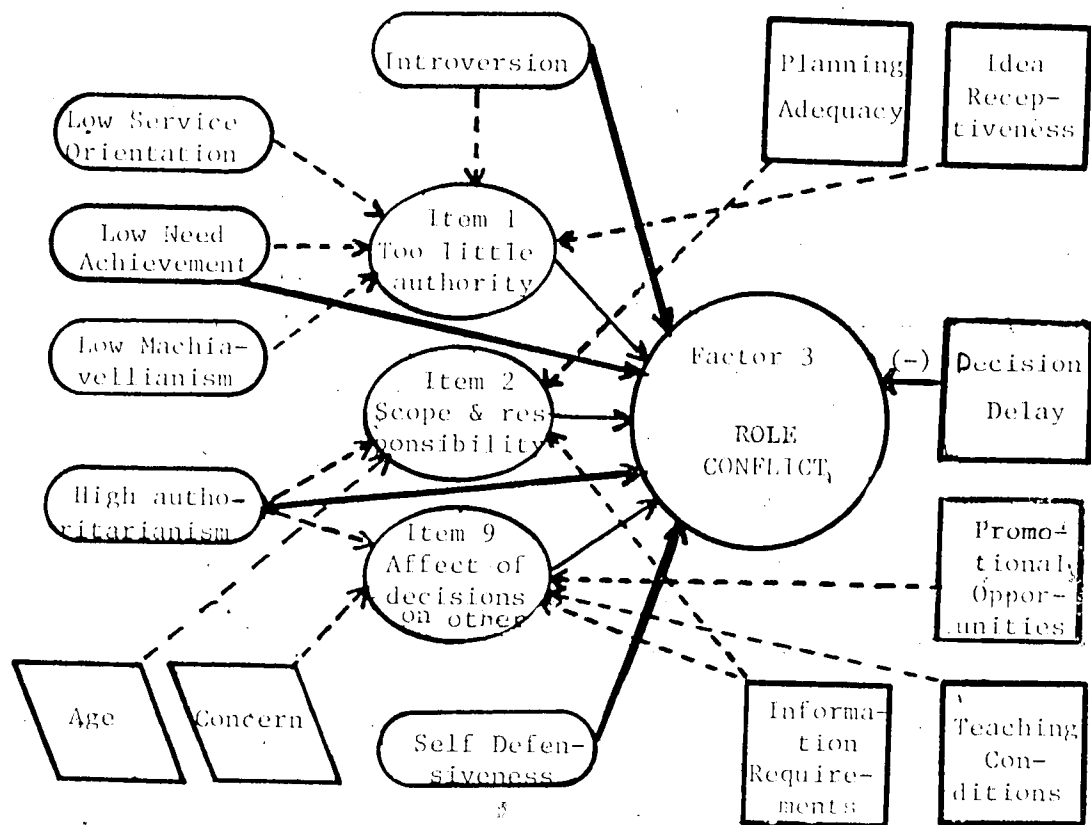 Introversion
Planning
Adequacy
Idea
Recep-
tiveness
Low Service
Orientation
Item 1
Too little
authority
Low Need
Achievement
Low Machia-
vellianism
Item 2
Scope & res
ponsibility
Factor 3
ROLE
CONFLICT
(-)
Decision
Delay
High autho-
ritarianism
Item 9
Affect of
decisions
on other
Promo-
tional
Oppor-
unities
Age
Concern
Self Defen-
siveness
Informa-
tion
Require-
ments
Teaching
Con-
ditions